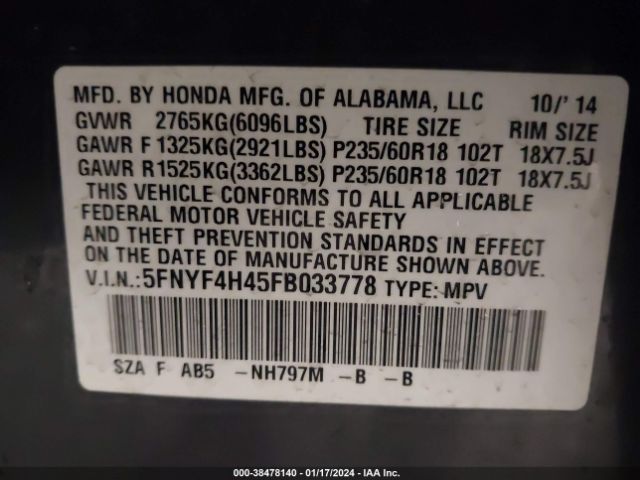 MFD. BY HONDA MFG. OF ALABAMA, LLC 10/' 14
GVWR 2765KG(6096LBS) TIRE SIZE RIM SIZE
GAWR F 1325KG(2921LBS) P235/60R18 102T 18X7.5J
GAWR R1525KG(3362LBS) P235/60R18 102T 18X7.5J
THIS VEHICLE CONFORMS TO ALL APPLICABLE
FEDERAL MOTOR VEHICLE SAFETY
AND THEFT PREVENTION STANDARDS IN EFFECT
ON THE DATE OF MANUFACTURE SHOWN ABOVE.
V.I.N.:5FNYF4H45FB033778 TYPE: MPV
SZA F AB5 -NH797M -B -B
000-38478140 - 01/17/2024 - IAA Inc.